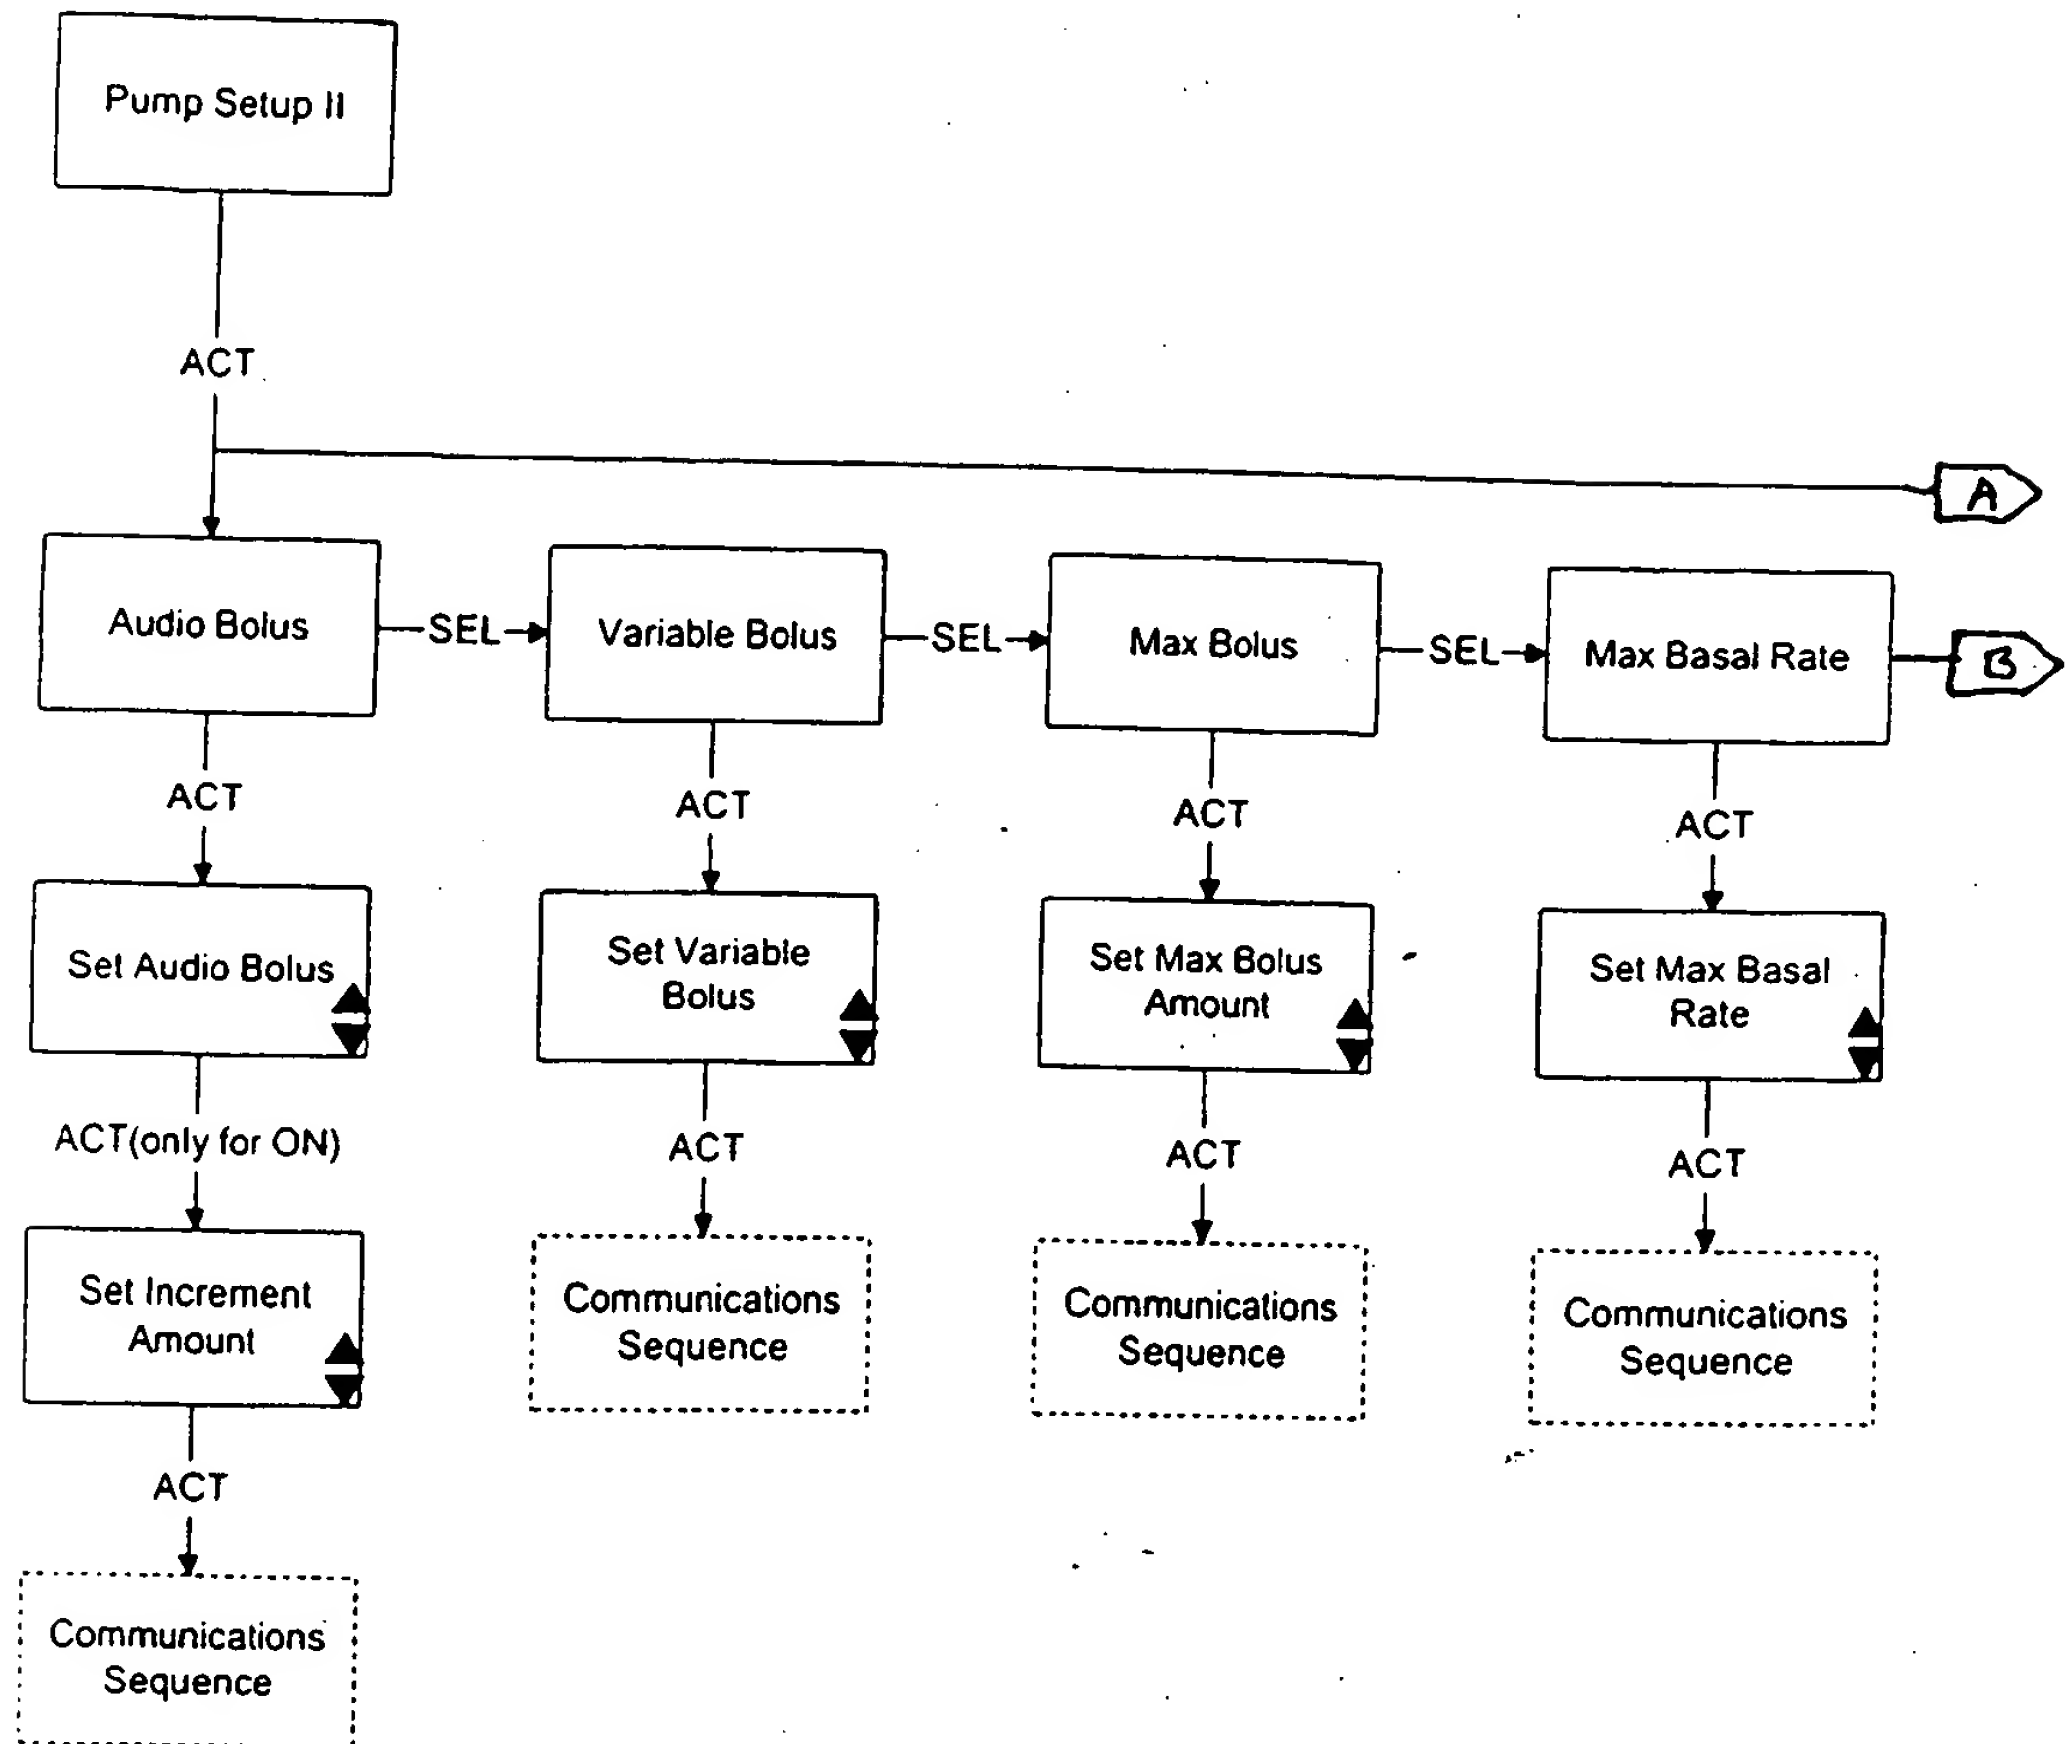 Pump Setup II
ACT
A
Audio Bolus
SEL
Variable Bolus
SEL
Max Bolus
SEL
Max Basal Rate
B
ACT
ACT
ACT
ACT
Set Audio Bolus
Set Variable
Bolus
Set Max Bolus
Amount
Set Max Basal
Rate
ACT(only for ON)
ACT
ACT
ACT
Set Increment
Amount
Communications
Sequence
Communications
Sequence
Communications
Sequence
ACT
Communications
Sequence